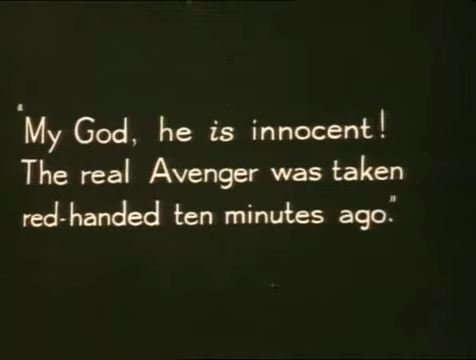 "My God, he is innocent!
The real Avenger was taken
red-handed ten minutes ago."